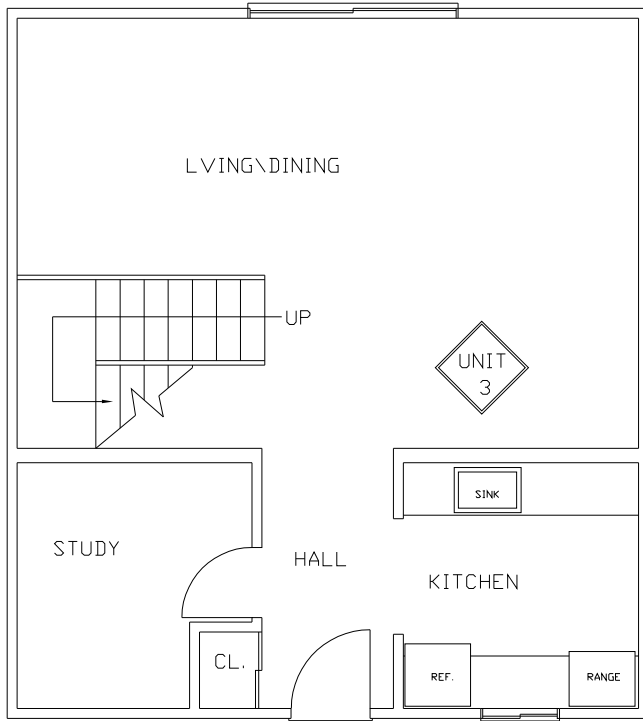 LVING\DINING
UP
UNIT
3
SINK
STUDY
HALL
KITCHEN
CL.
REF.
RANGE